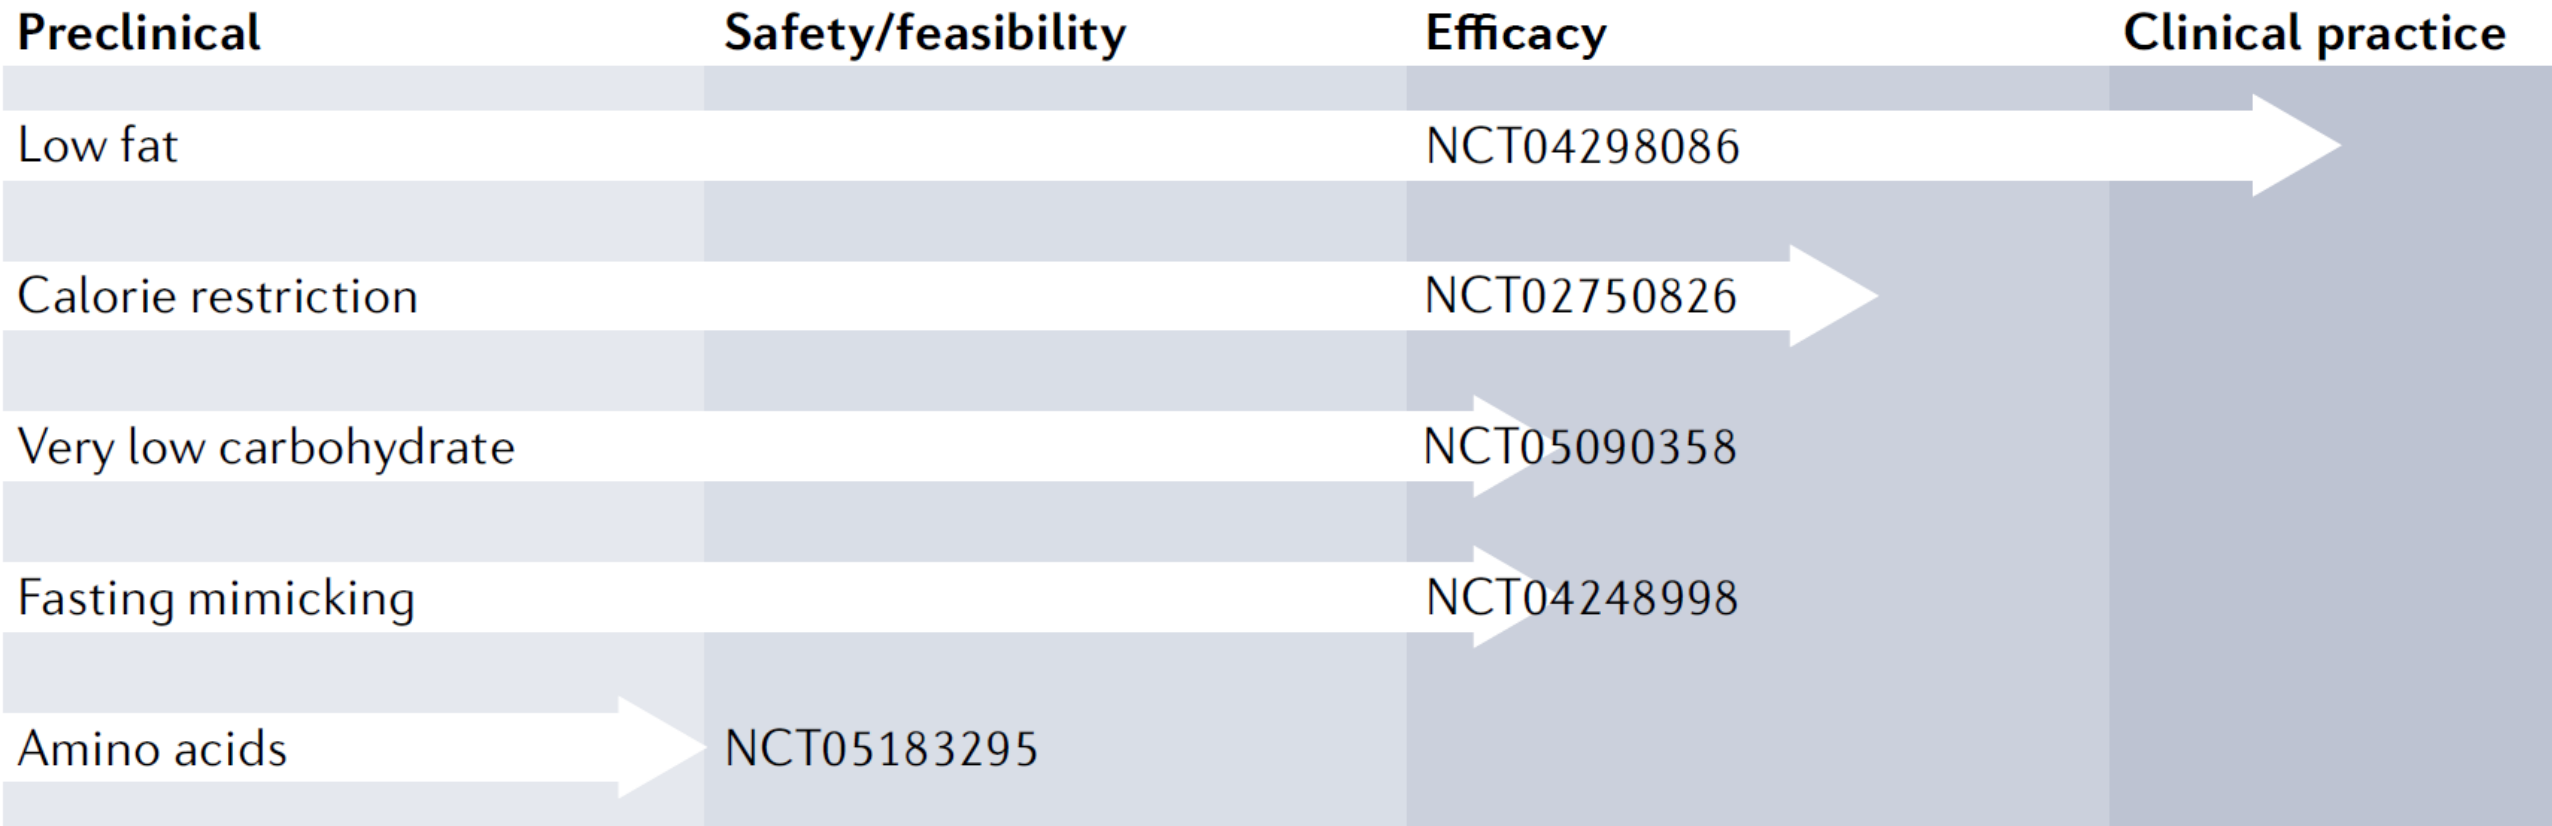 Preclinical Safety/feasibility Efficacy Clinical practice
Low fat NCT04298086
Calorie restriction NCT02750826
Very low carbohydrate NCT05090358
Fasting mimicking NCT04248998
Amino acids NCT05183295